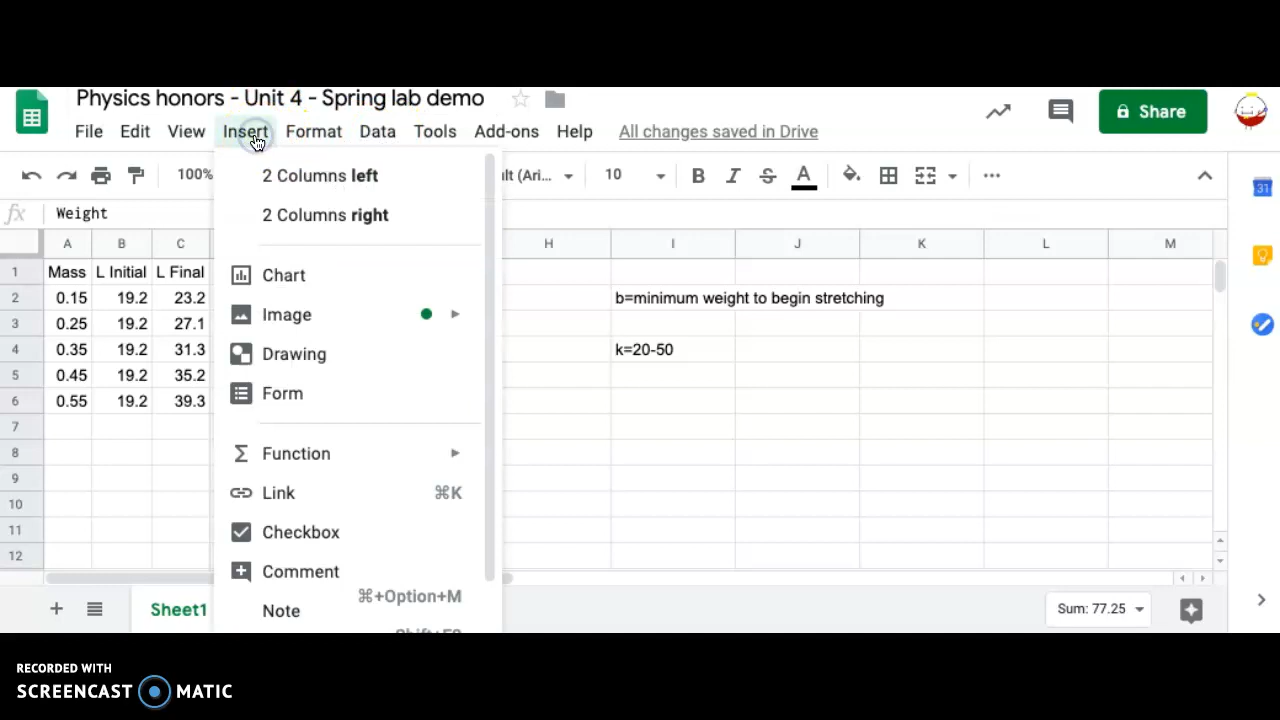 Physics honors - Unit 4 - Spring lab demo
File Edit View Insert Format Data Tools Add-ons Help All changes saved in Drive
Share
100% lt (Ari... 10 B I S A ...
31
fx Weight
2 Columns left
2 Columns right
Chart
Image
Drawing
Form
Function
Link ⌘K
Checkbox
Comment
⌘+Option+M
Note
A B C H I J K L M
1 Mass L Initial L Final
2 0.15 19.2 23.2 b=minimum weight to begin stretching
3 0.25 19.2 27.1
4 0.35 19.2 31.3 k=20-50
5 0.45 19.2 35.2
6 0.55 19.2 39.3
7
8
9
10
11
12
Sheet1
Sum: 77.25
RECORDED WITH
SCREENCAST MATIC